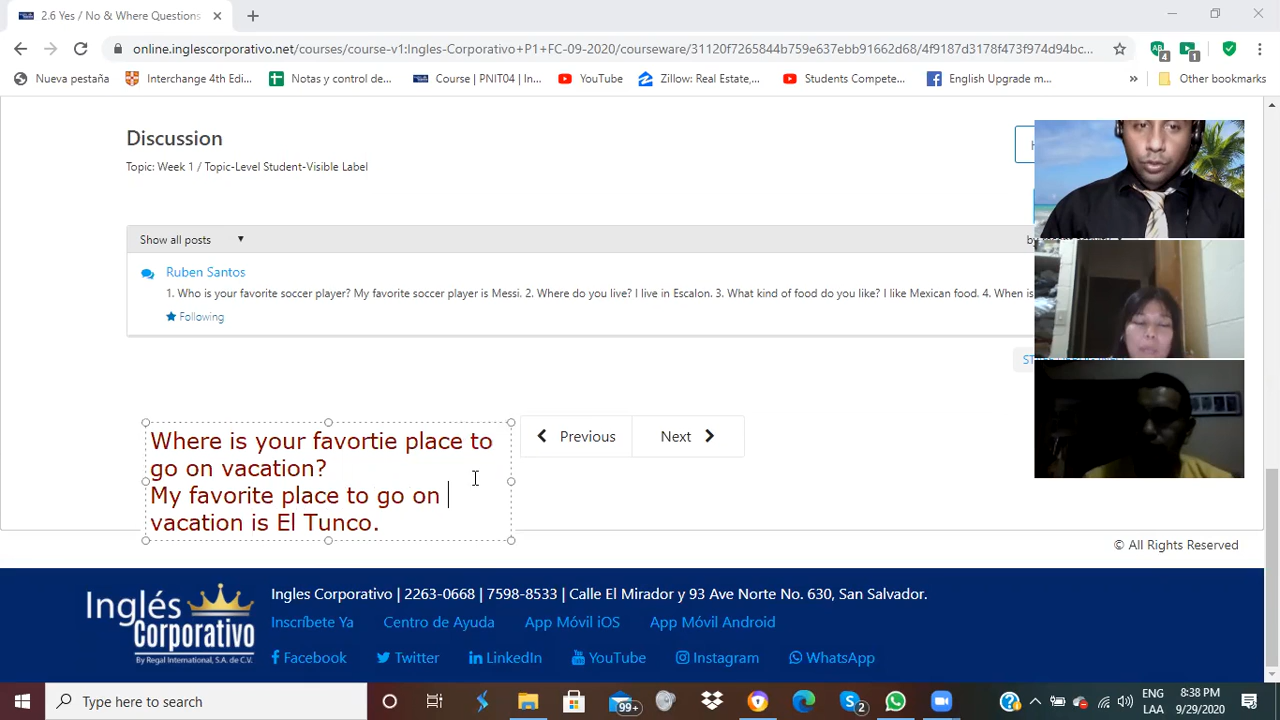 2.6 Yes / No & Where Questions
online.inglescorporativo.net/courses/course-v1:Ingles-Corporativo+P1+FC-09-2020/courseware/31120f7265844b759e637ebb91662d68/4f9187d3178f473f974d94bc...
4
1
Nueva pestaña
Interchange 4th Edi...
Notas y control de...
Course | PNIT04 | In...
YouTube
Zillow: Real Estate,...
Students Compete...
English Upgrade m...
»
Other bookmarks
Discussion
Topic: Week 1 / Topic-Level Student-Visible Label
Show all posts
Ruben Santos
1. Who is your favorite soccer player? My favorite soccer player is Messi. 2. Where do you live? I live in Escalon. 3. What kind of food do you like? I like Mexican food. 4. When is
Following
Where is your favortie place to
go on vacation?
My favorite place to go on
vacation is El Tunco.
Previous
Next
© All Rights Reserved
Inglés
Corporativo
By Regal International, S.A. de C.V.
Ingles Corporativo | 2263-0668 | 7598-8533 | Calle El Mirador y 93 Ave Norte No. 630, San Salvador.
Inscríbete Ya
Centro de Ayuda
App Móvil iOS
App Móvil Android
Facebook
Twitter
LinkedIn
YouTube
Instagram
WhatsApp
Type here to search
99+
2
ENG
LAA
8:38 PM
9/29/2020